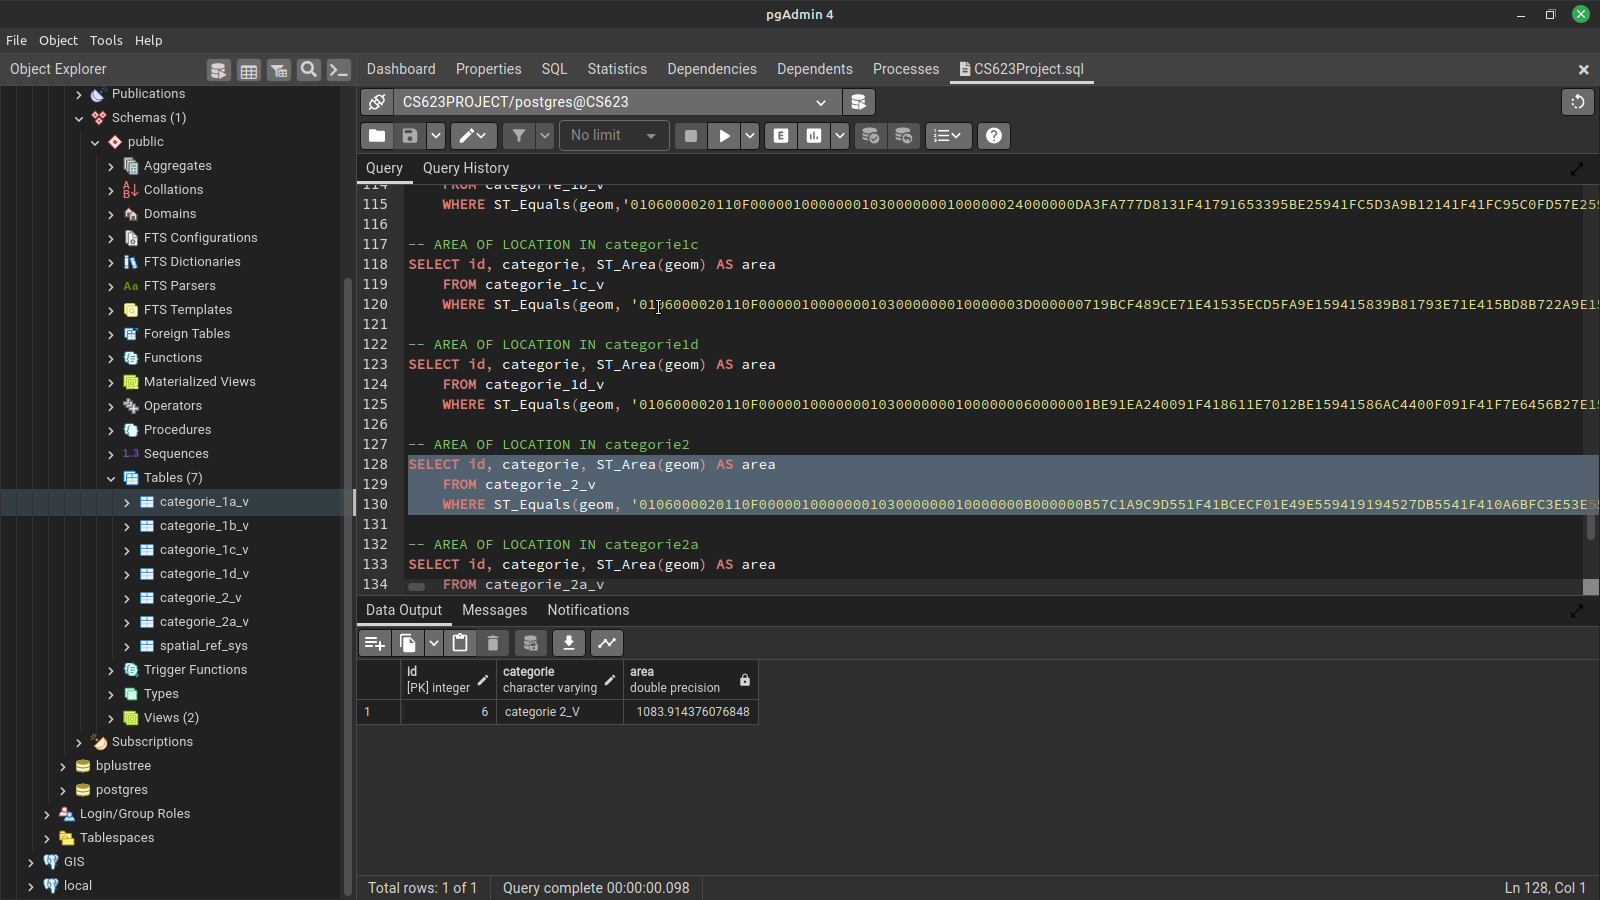 pgAdmin 4
File Object Tools Help
Object Explorer
Dashboard Properties SQL Statistics Dependencies Dependents Processes CS623Project.sql
Publications
Schemas (1)
public
Aggregates
Collations
Domains
FTS Configurations
FTS Dictionaries
Aa FTS Parsers
FTS Templates
Foreign Tables
Functions
Materialized Views
Operators
Procedures
1.3 Sequences
Tables (7)
categorie_1a_v
categorie_1b_v
categorie_1c_v
categorie_1d_v
categorie_2_v
categorie_2a_v
spatial_ref_sys
Trigger Functions
Types
Views (2)
Subscriptions
bplustree
postgres
Login/Group Roles
Tablespaces
GIS
local
CS623PROJECT/postgres@CS623
No limit
E
Query Query History
114 FROM categorie_1b_v
115 WHERE ST_Equals(geom,'0106000020110F00000100000001030000000100000024000000DA3FA777D8131F41791653395BE25941FC5D3A9B12141F41FC95C0FD57E259
116
117 -- AREA OF LOCATION IN categorie1c
118 SELECT id, categorie, ST_Area(geom) AS area
119 FROM categorie_1c_v
120 WHERE ST_Equals(geom, '0106000020110F0000010000000103000000010000003D000000719BCF489CE71E41535ECD5FA9E159415839B81793E71E415BD8B722A9E15
121
122 -- AREA OF LOCATION IN categorie1d
123 SELECT id, categorie, ST_Area(geom) AS area
124 FROM categorie_1d_v
125 WHERE ST_Equals(geom, '0106000020110F00000100000001030000000100000060000001BE91EA240091F418611E7012BE15941586AC4400F091F41F7E6456B27E15
126
127 -- AREA OF LOCATION IN categorie2
128 SELECT id, categorie, ST_Area(geom) AS area
129 FROM categorie_2_v
130 WHERE ST_Equals(geom, '0106000020110F0000010000000103000000010000000B000000B57C1A9C9D551F41BCECF01E49E559419194527DB5541F410A6BFC3E53E5
131
132 -- AREA OF LOCATION IN categorie2a
133 SELECT id, categorie, ST_Area(geom) AS area
134 FROM categorie_2a_v
Data Output Messages Notifications
id categorie area
[PK] integer character varying double precision
1 6 categorie 2_V 1083.914376076848
Total rows: 1 of 1 Query complete 00:00:00.098 Ln 128, Col 1